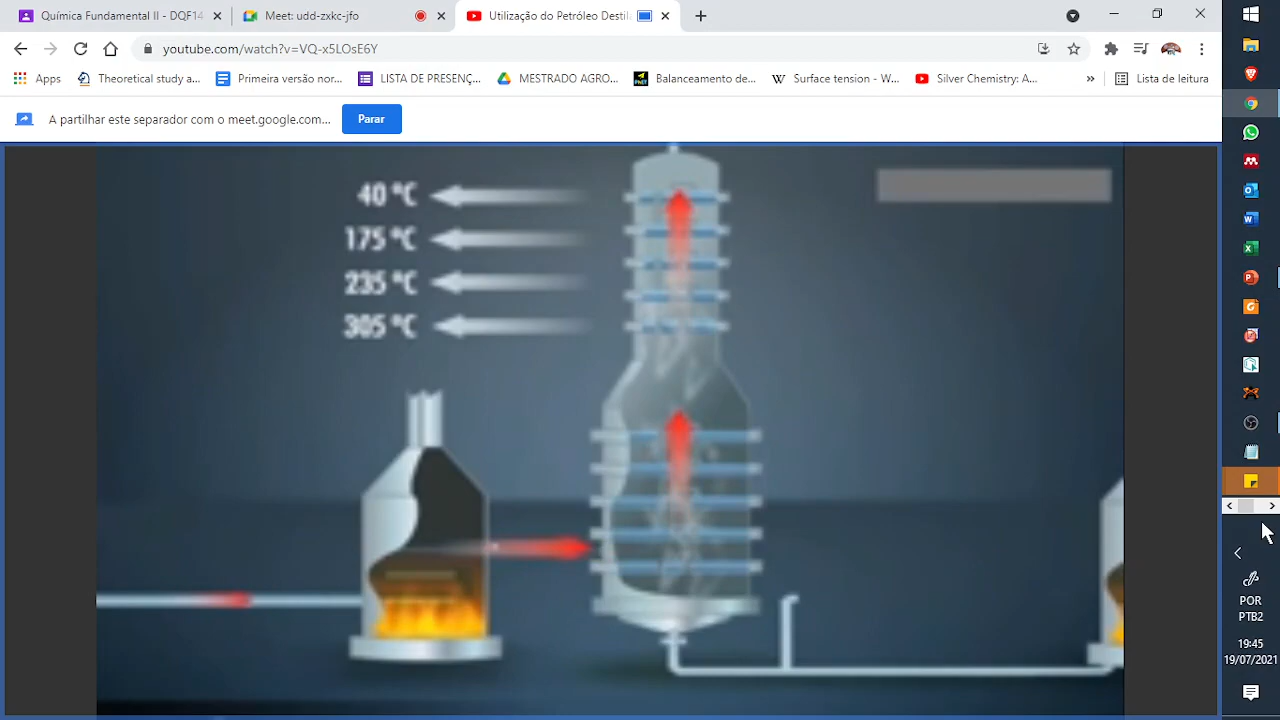 Química Fundamental II - DQF14
Meet: udd-zxkc-jfo
Utilização do Petróleo Destil
youtube.com/watch?v=VQ-x5LOsE6Y
Apps
Theoretical study a...
Primeira versão nor...
LISTA DE PRESENÇ...
MESTRADO AGRO...
Balanceamento de...
Surface tension - W...
Silver Chemistry: A...
»
Lista de leitura
A partilhar este separador com o meet.google.com...
Parar
40 °C
175 °C
235 °C
305 °C
POR
PTB2
19:45
19/07/2021